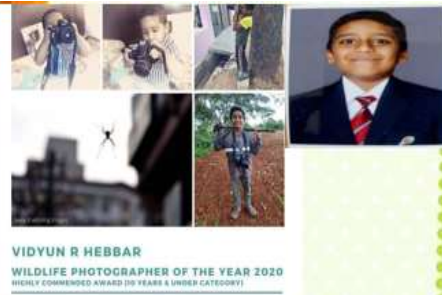 VIDYUN R HEBBAR
WILDLIFE PHOTOGRAPHER OF THE YEAR 2020
HIGHLY COMMENDED AWARD (10 YEARS & UNDER CATEGORY)